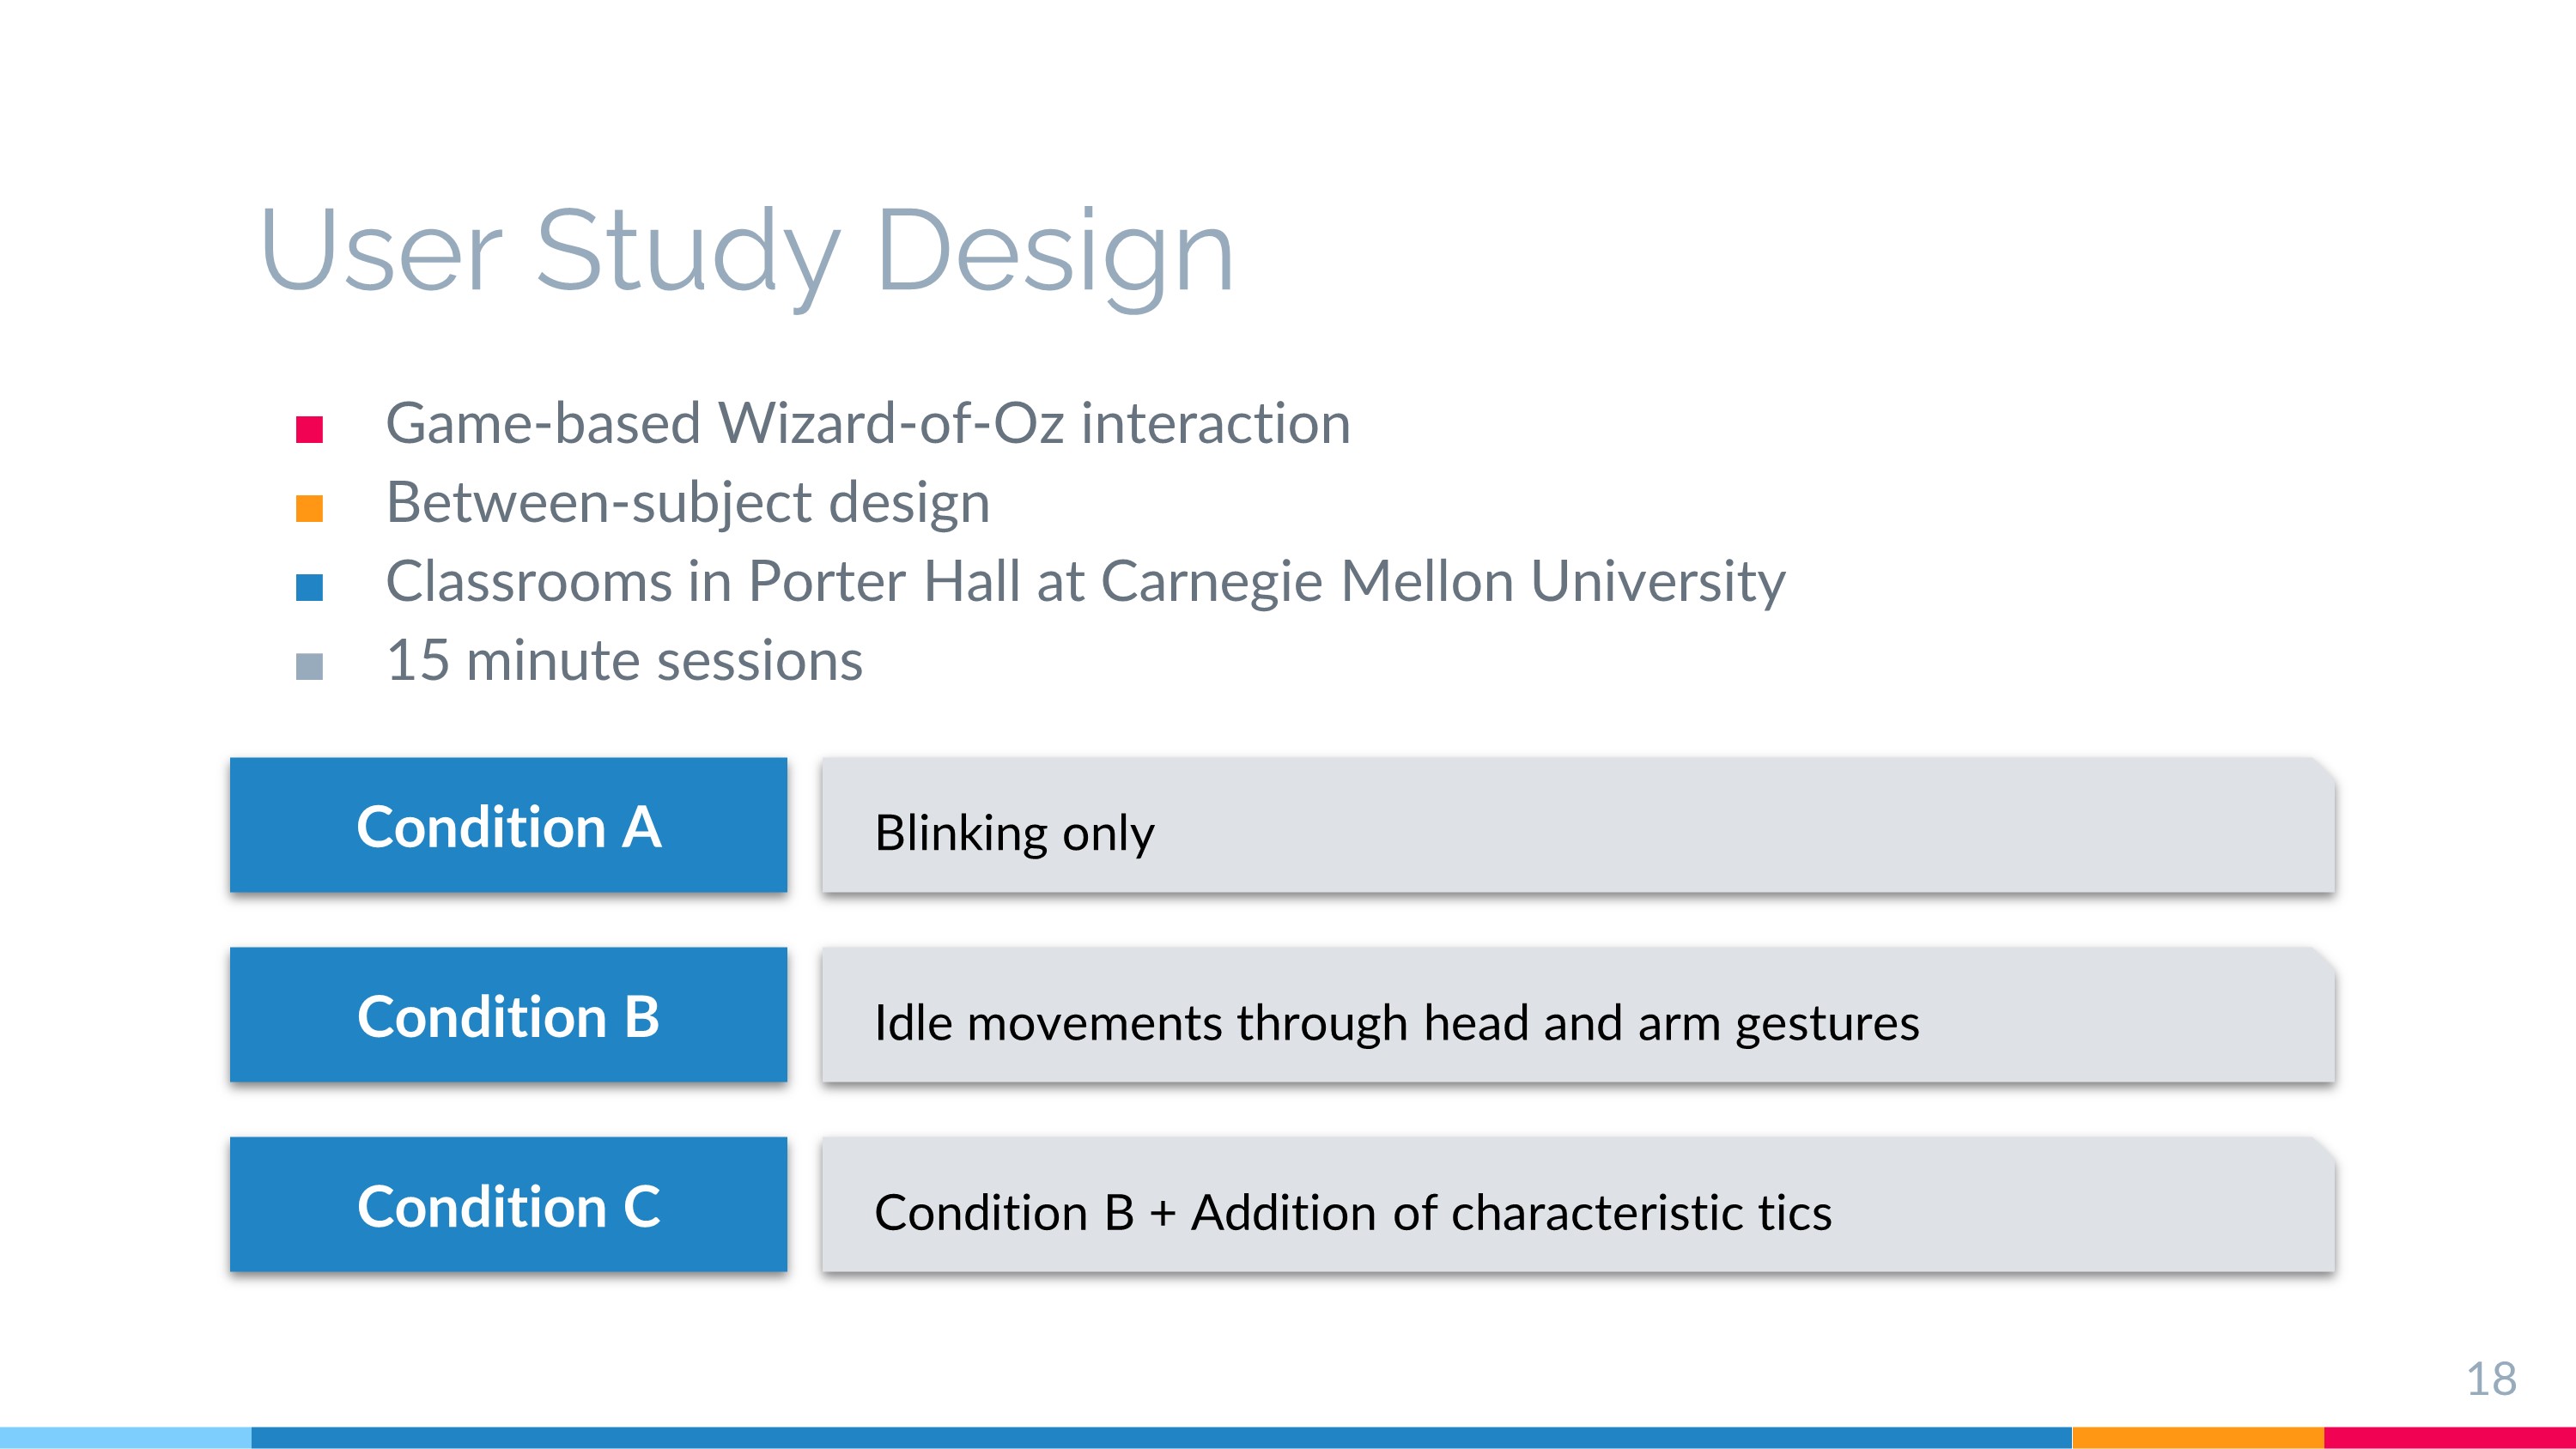 User Study Design
Game-based Wizard-of-Oz interaction
Between-subject design
Classrooms in Porter Hall at Carnegie Mellon University
15 minute sessions
Condition A
Blinking only
Condition B
Idle movements through head and arm gestures
Condition C
Condition B + Addition of characteristic tics
18